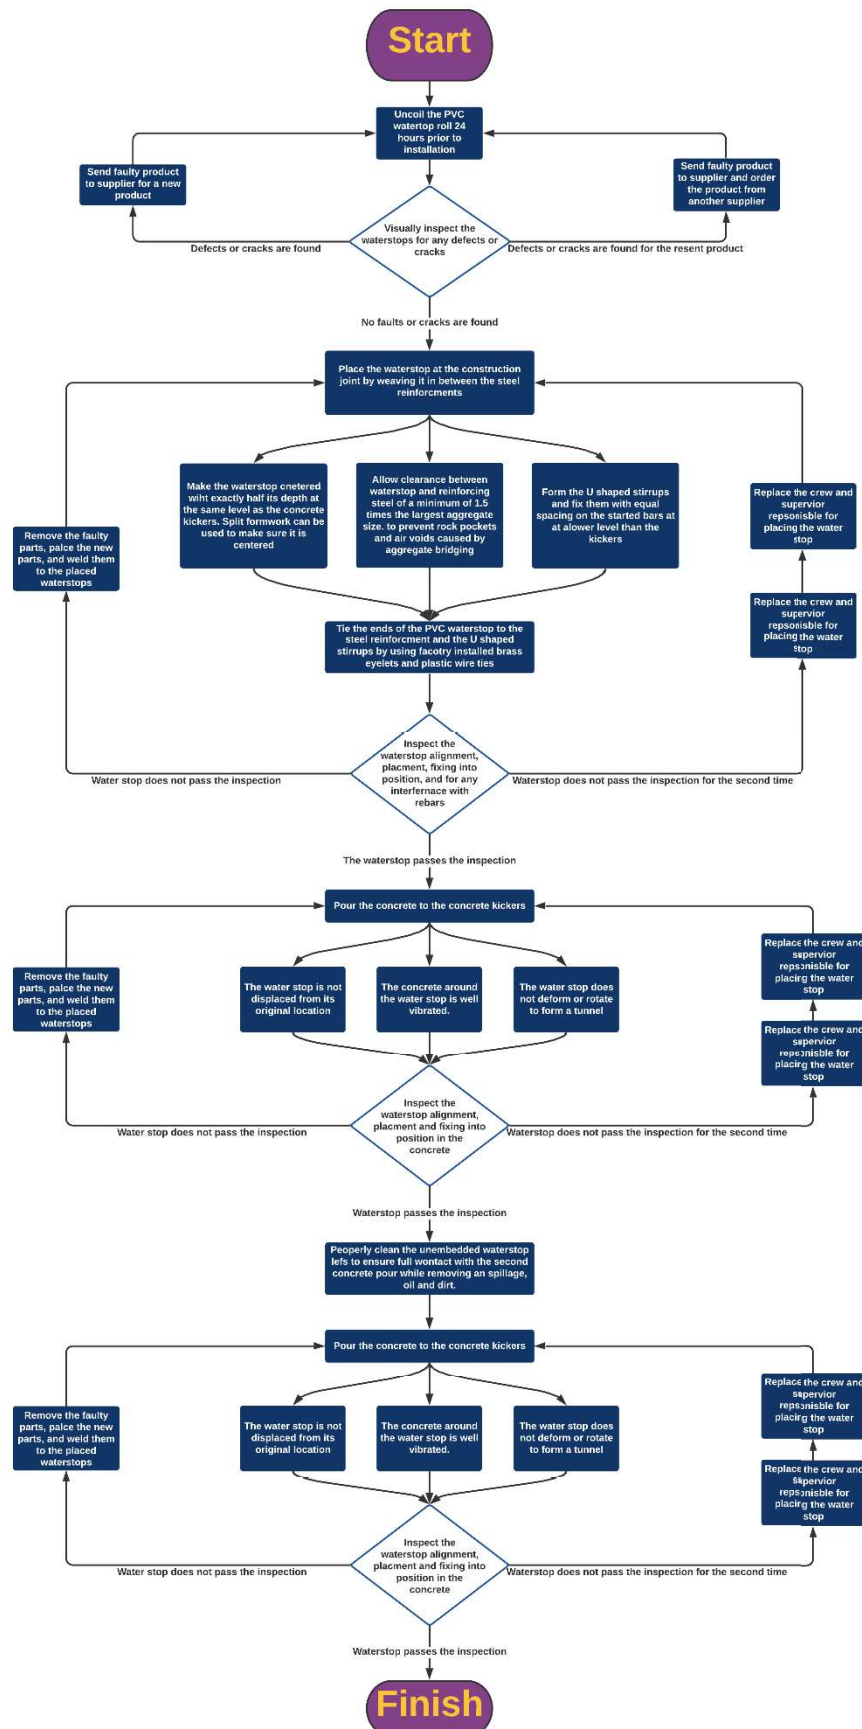 Start
Uncoil the PVC
watertop roll 24
hours prior to
installation
Send faulty product
to supplier for a new
product
Send faulty product
to supplier and order
the product from
another supplier
Visually inspect the
waterstops for any defects or
cracks
Defects or cracks are found
Defects or cracks are found for the resent product
No faults or cracks are found
Place the waterstop at the construction
joint by weaving it in between the steel
reinforcments
Make the waterstop cnetered
wiht exactly half its depth at
the same level as the concrete
kickers. Split formwork can be
used to make sure it is
centered
Allow clearance between
waterstop and reinforcing
steel of a minimum of 1.5
times the largest aggregate
size. to prevent rock pockets
and air voids caused by
aggregate bridging
Form the U shaped stirrups
and fix them with equal
spacing on the started bars at
at alower level than the
kickers
Replace the crew and
supervior
repsonisble for
placing the water
stop
Remove the faulty
parts, palce the new
parts, and weld them
to the placed
waterstops
Replace the crew and
supervior
repsonisble for
placing the water
stop
Tie the ends of the PVC waterstop to the
steel reinforcment and the U shaped
stirrups by using facotry installed brass
eyelets and plastic wire ties
Inspect the
waterstop alignment,
placment, fixing into
position, and for any
interfernace with
rebars
Water stop does not pass the inspection
Waterstop does not pass the inspection for the second time
The waterstop passes the inspection
Pour the concrete to the concrete kickers
Remove the faulty
parts, palce the new
parts, and weld them
to the placed
waterstops
The water stop is not
displaced from its
original location
The concrete around
the water stop is well
vibrated.
The water stop does
not deform or rotate
to form a tunnel
Replace the crew and
supervior
repsonisble for
placing the water
stop
Replace the crew and
supervior
repsonisble for
placing the water
stop
Inspect the
waterstop alignment,
placment and fixing into
position in the
concrete
Water stop does not pass the inspection
Waterstop does not pass the inspection for the second time
Waterstop passes the inspection
Peoperly clean the unembedded waterstop
lefs to ensure full wontact with the second
concrete pour while removing an spillage,
oil and dirt.
Pour the concrete to the concrete kickers
Remove the faulty
parts, palce the new
parts, and weld them
to the placed
waterstops
The water stop is not
displaced from its
original location
The concrete around
the water stop is well
vibrated.
The water stop does
not deform or rotate
to form a tunnel
Replace the crew and
supervior
repsonisble for
placing the water
stop
Replace the crew and
supervior
repsonisble for
placing the water
stop
Inspect the
waterstop alignment,
placment and fixing into
position in the
concrete
Water stop does not pass the inspection
Waterstop does not pass the inspection for the second time
Waterstop passes the inspection
Finish